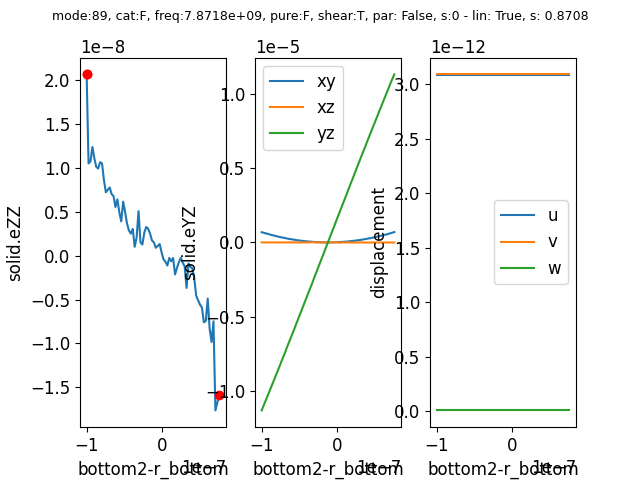 mode:89, cat:F, freq:7.8718e+09, pure:F, shear:T, par: False, s:0 - lin: True, s: 0.8708
1e−8
2.0
1.5
1.0
0.5
0.0
−0.5
−1.0
−1.5
solid.eZZ
−1
0
1e−7
bottom2-r_bottom
1e−5
1.0
0.5
0.0
−0.5
−1.0
solid.eYZ
xy
xz
yz
−1
0
1e−7
bottom2-r_bottom
1e−12
3.0
2.5
2.0
1.5
1.0
0.5
0.0
displacement
u
v
w
−1
0
1e−7
bottom2-r_bottom